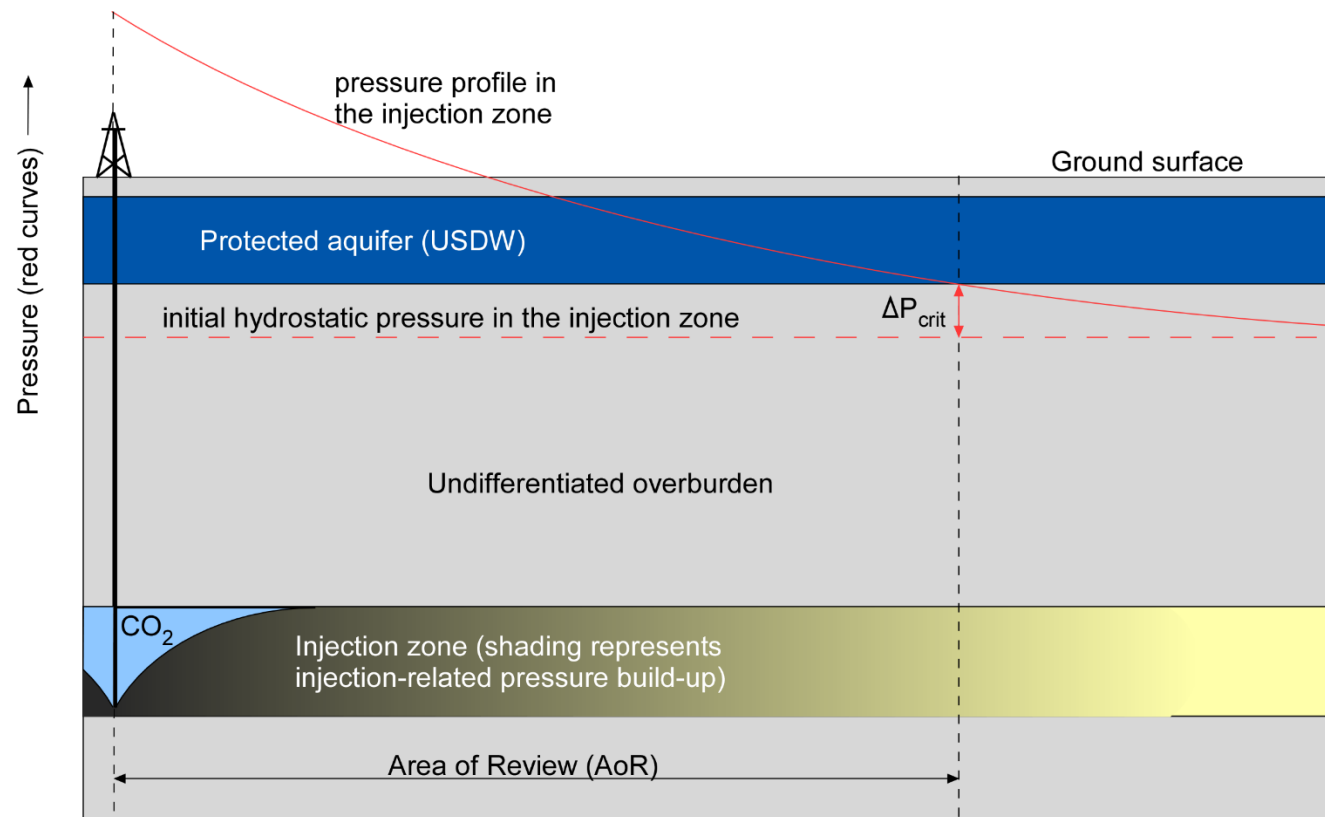 pressure profile in
the injection zone
Pressure (red curves)
Ground surface
Protected aquifer (USDW)
initial hydrostatic pressure in the injection zone
ΔPcrit
Undifferentiated overburden
CO2
Injection zone (shading represents
injection-related pressure build-up)
Area of Review (AoR)